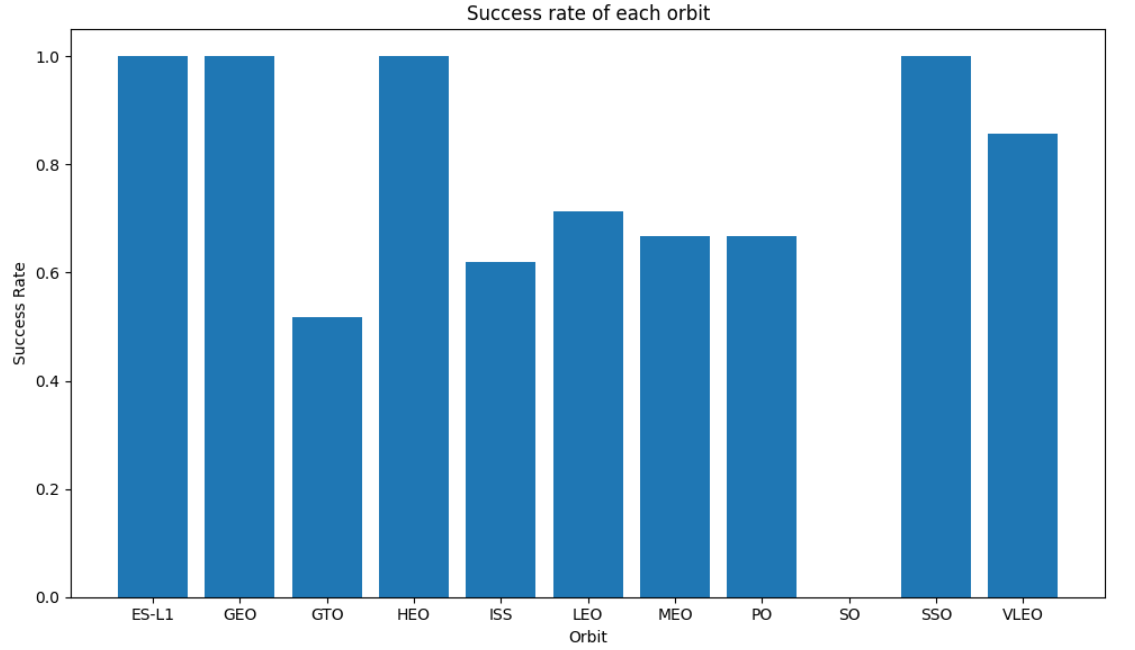 Success rate of each orbit
1.0
0.8
0.6
0.4
0.2
0.0
Success Rate
ES-L1 GEO GTO HEO ISS LEO MEO PO SO SSO VLEO
Orbit